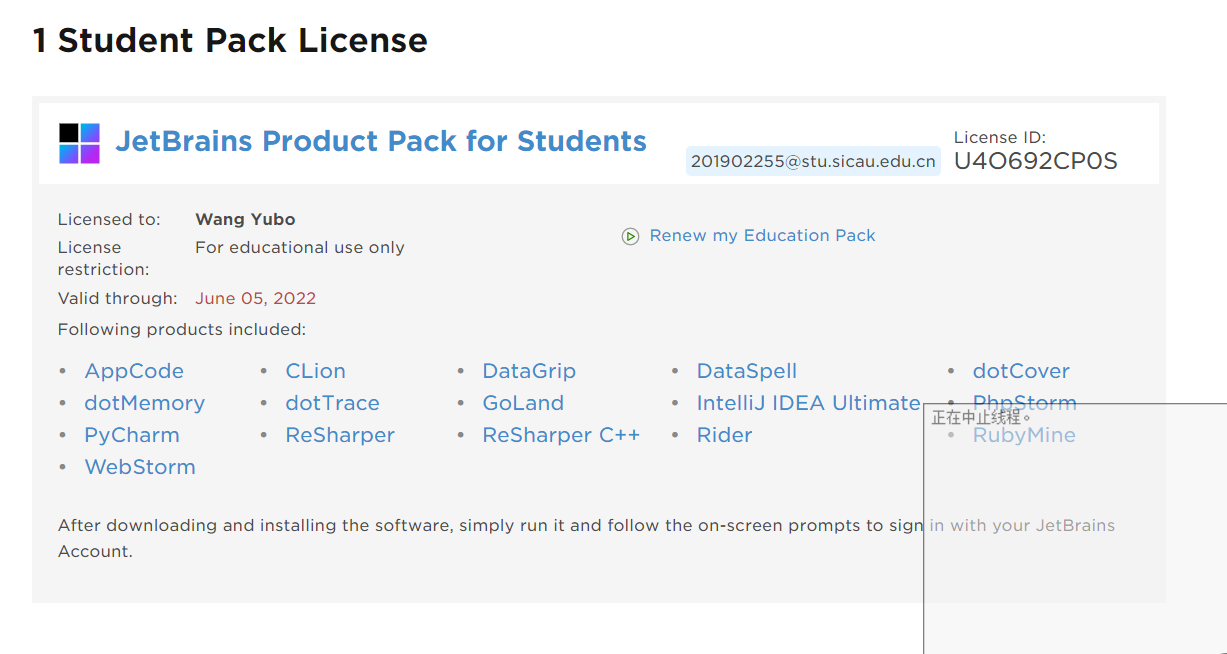 1 Student Pack License
JetBrains Product Pack for Students
201902255@stu.sicau.edu.cn
License ID:
U4O692CP0S
Licensed to: Wang Yubo
License restriction: For educational use only
Renew my Education Pack
Valid through: June 05, 2022
Following products included:
• AppCode • CLion • DataGrip • DataSpell • dotCover
• dotMemory • dotTrace • GoLand • IntelliJ IDEA Ultimate • PhpStorm
正在中止线程。
• PyCharm • ReSharper • ReSharper C++ • Rider • RubyMine
• WebStorm
After downloading and installing the software, simply run it and follow the on-screen prompts to sign in with your JetBrains
Account.